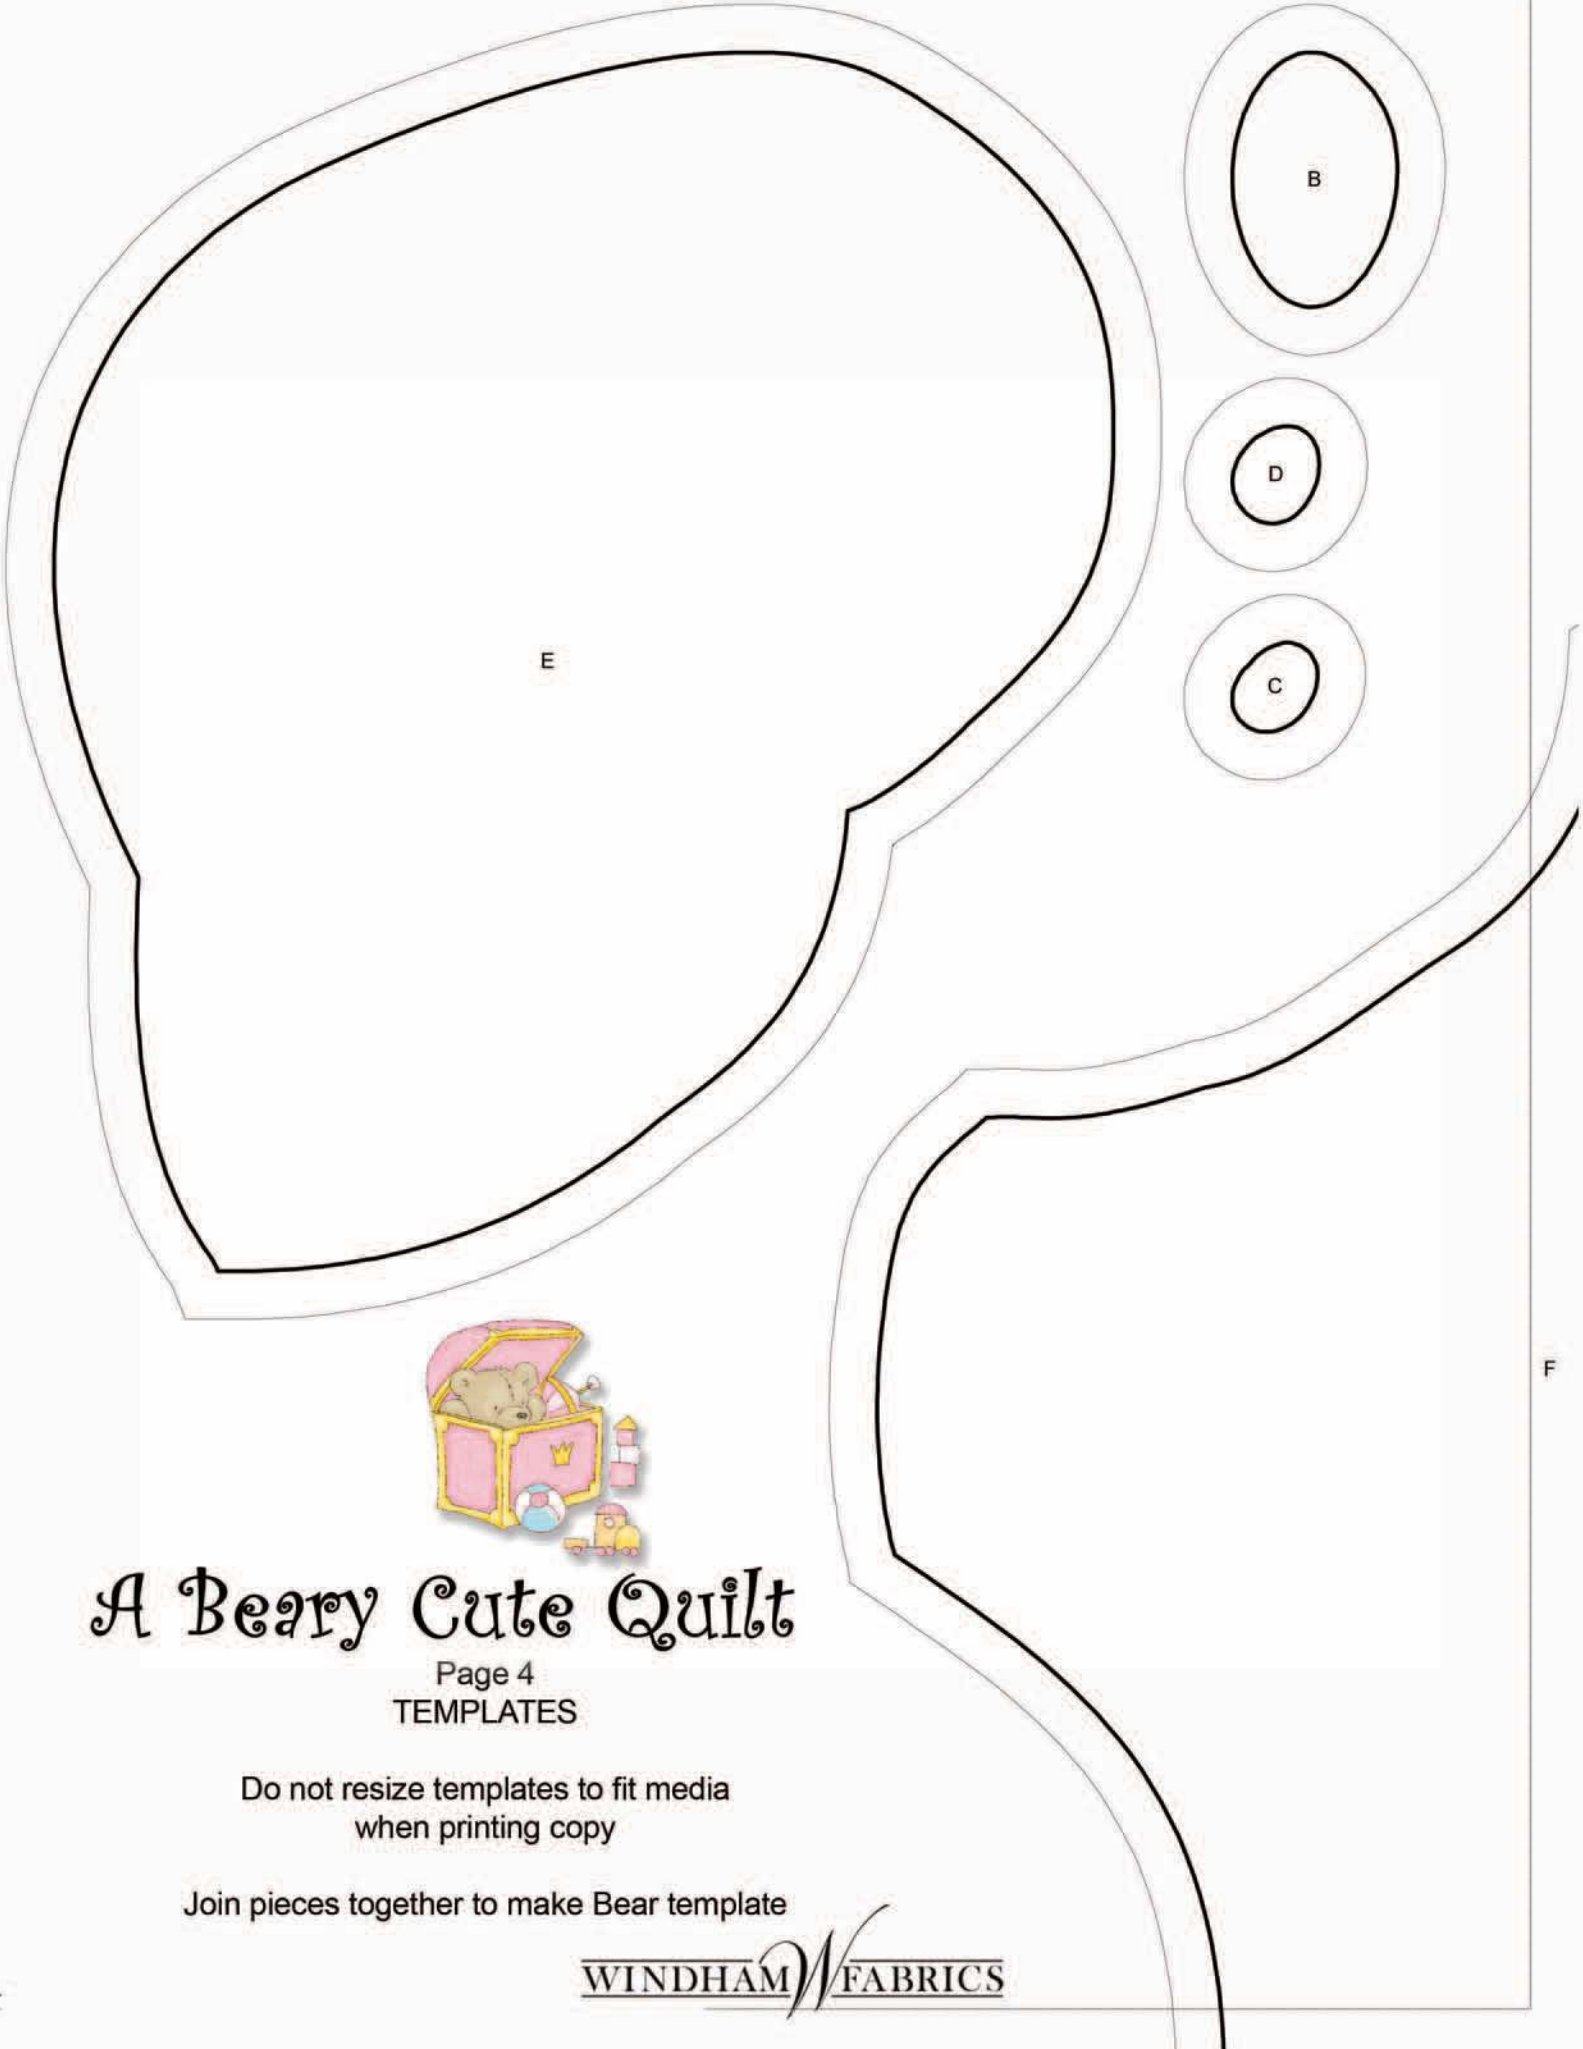 B
D
C
E
F
A Beary Cute Quilt
Page 4
TEMPLATES
Do not resize templates to fit media
when printing copy
Join pieces together to make Bear template
WINDHAM W FABRICS